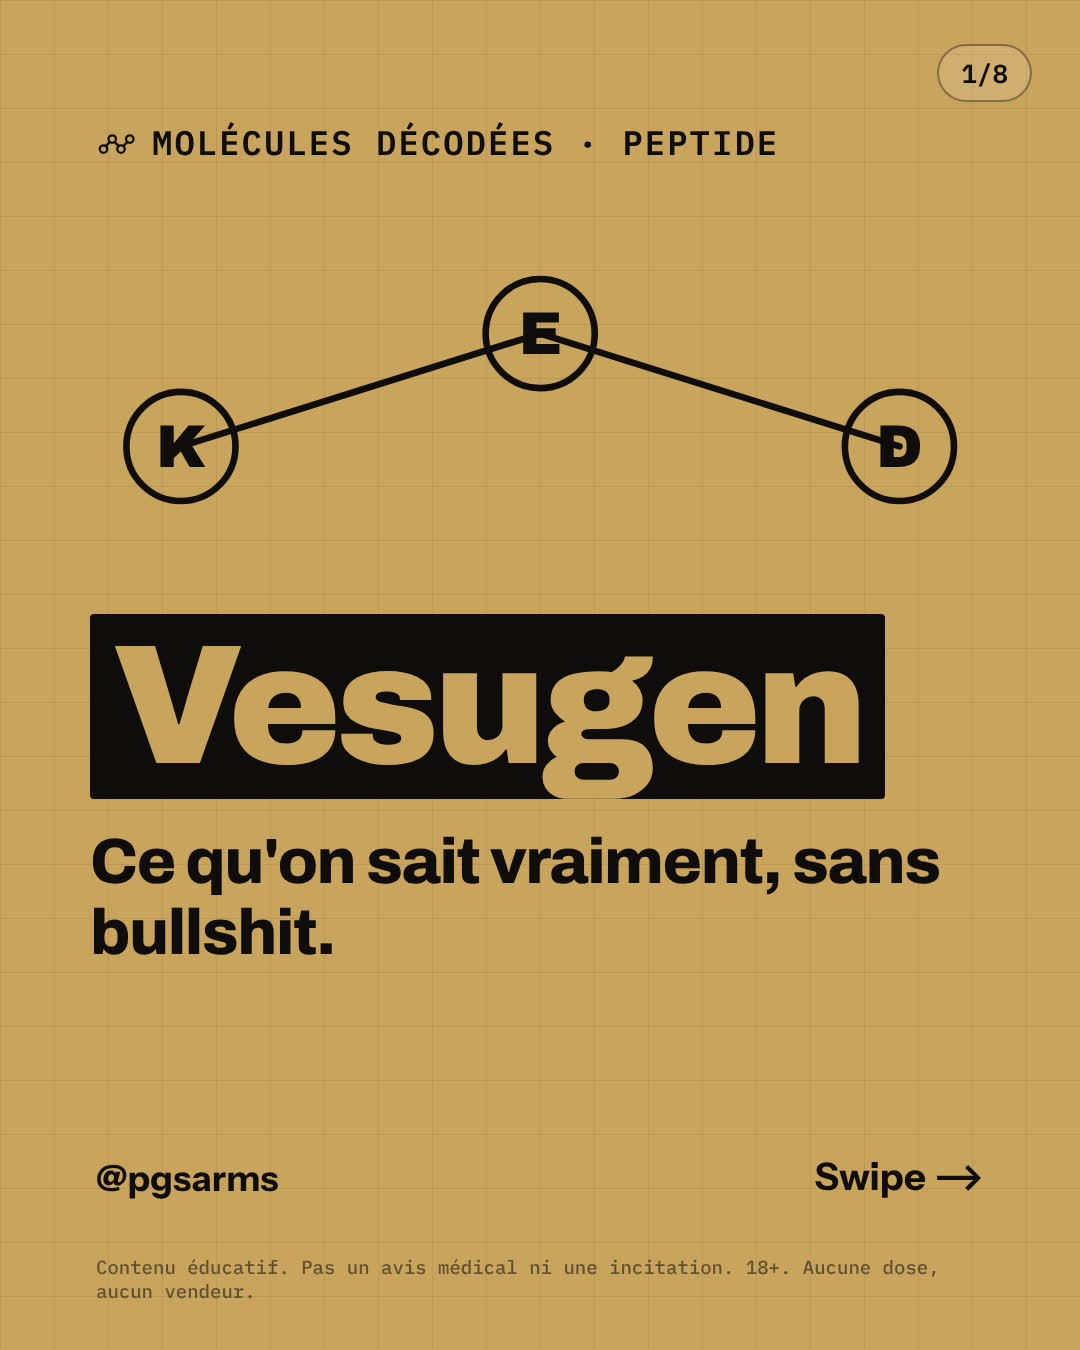 1/8
MOLÉCULES DÉCODÉES · PEPTIDE
E
K
D
Vesugen
Ce qu'on sait vraiment, sans
bullshit.
@pgsarms
Swipe →
Contenu éducatif. Pas un avis médical ni une incitation. 18+. Aucune dose,
aucun vendeur.